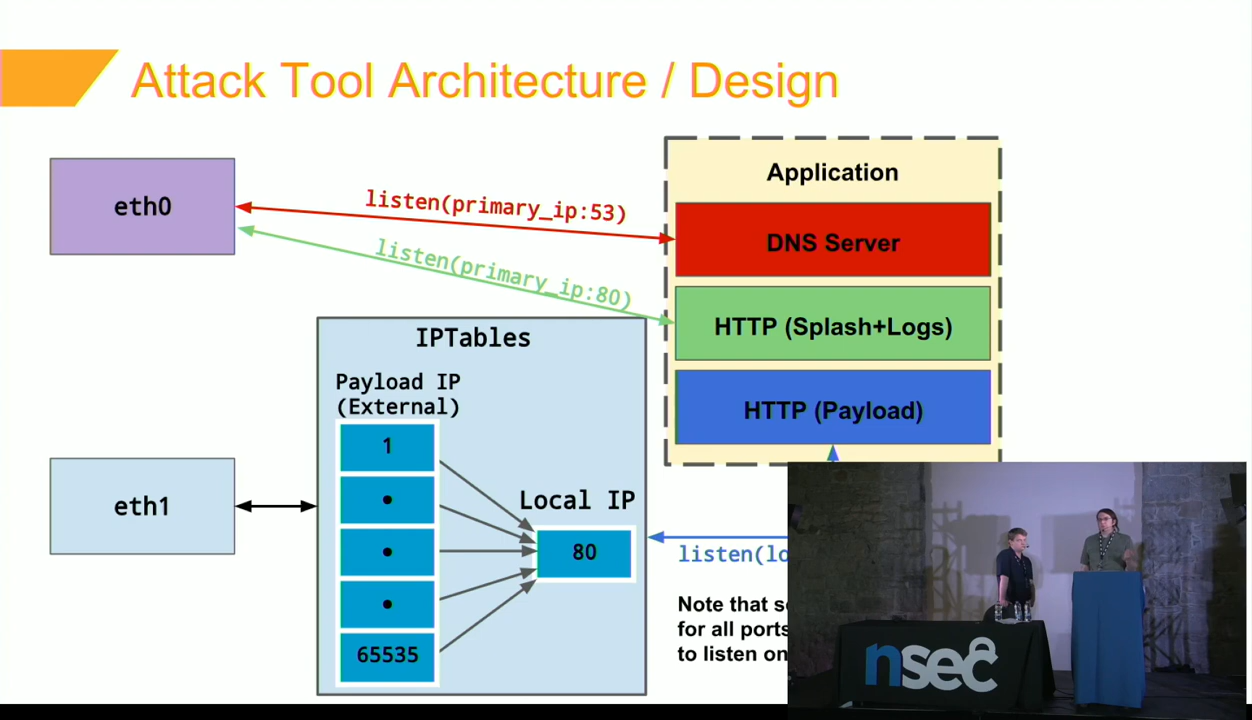 Attack Tool Architecture / Design
eth0
listen(primary_ip:53)
listen(primary_ip:80)
Application
DNS Server
HTTP (Splash+Logs)
HTTP (Payload)
IPTables
Payload IP
(External)
1
•
•
•
65535
Local IP
80
eth1
listen(lo
Note that s
for all ports
to listen on
nsec